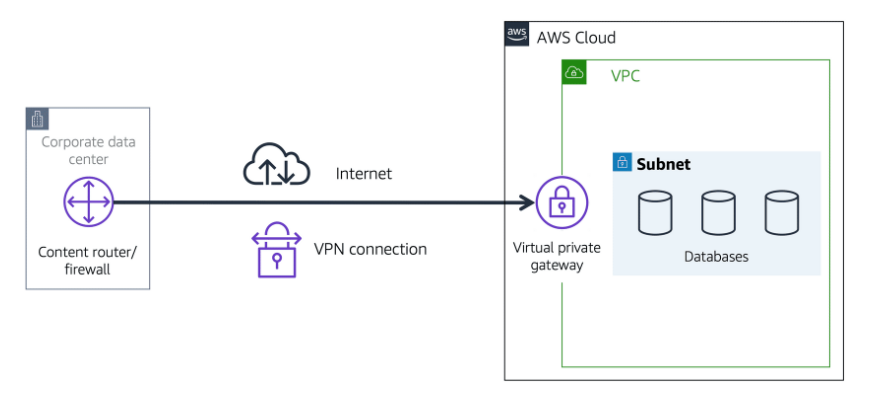 aws
AWS Cloud
VPC
Corporate data
center
Content router/
firewall
Internet
VPN connection
Virtual private
gateway
Subnet
Databases